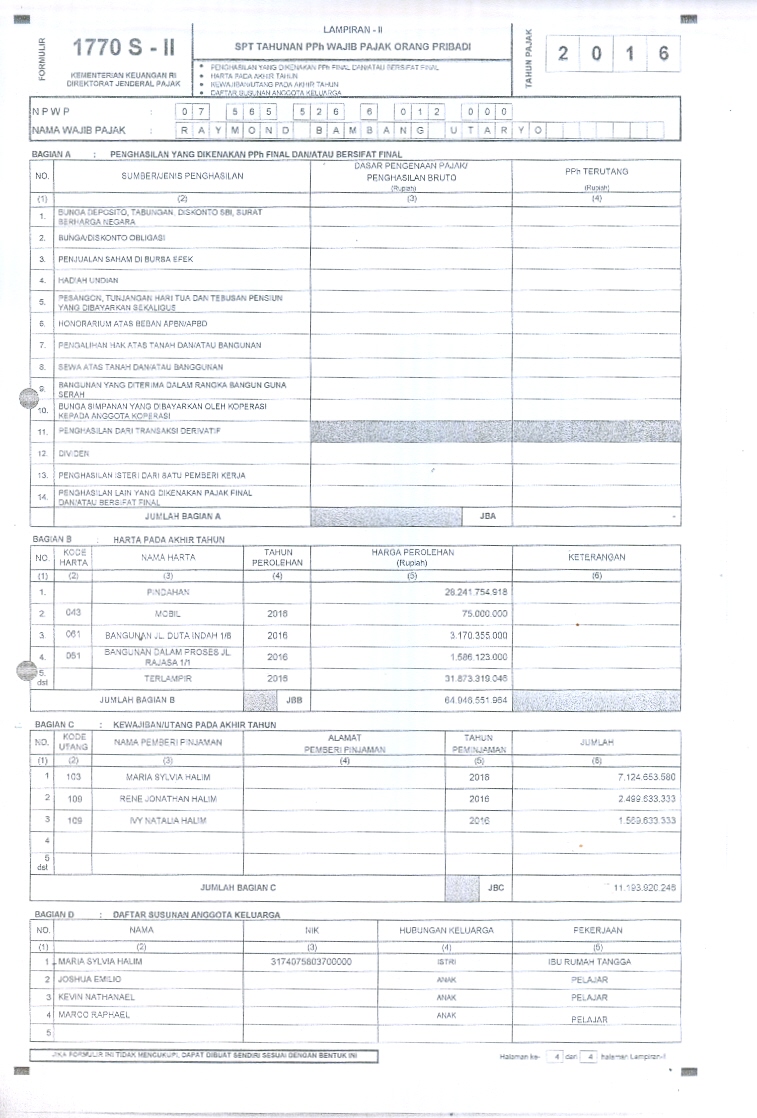 FORMULIR
1770 S - II
KEMENTERIAN KEUANGAN RI
DIREKTORAT JENDERAL PAJAK
LAMPIRAN - II
SPT TAHUNAN PPh WAJIB PAJAK ORANG PRIBADI
• PENGHASILAN YANG DIKENAKAN PPh FINAL DAN/ATAU BERSIFAT FINAL
• HARTA PADA AKHIR TAHUN
• KEWAJIBAN/UTANG PADA AKHIR TAHUN
• DAFTAR SUSUNAN ANGGOTA KELUARGA
TAHUN PAJAK
2 0 1 6
NPWP : 07 565 526 6 012 000
NAMA WAJIB PAJAK : RAYMOND BAMBANG UTARYO
BAGIAN A : PENGHASILAN YANG DIKENAKAN PPh FINAL DAN/ATAU BERSIFAT FINAL
NO. SUMBER/JENIS PENGHASILAN DASAR PENGENAAN PAJAK/ PENGHASILAN BRUTO (Rupiah) PPh TERUTANG (Rupiah)
(1) (2) (3) (4)
1. BUNGA DEPOSITO, TABUNGAN, DISKONTO SBI, SURAT
BERHARGA NEGARA
2. BUNGA/DISKONTO OBLIGASI
3. PENJUALAN SAHAM DI BURSA EFEK
4. HADIAH UNDIAN
5. PESANGON, TUNJANGAN HARI TUA DAN TEBUSAN PENSIUN
YANG DIBAYARKAN SEKALIGUS
6. HONORARIUM ATAS BEBAN APBN/APBD
7. PENGALIHAN HAK ATAS TANAH DAN/ATAU BANGUNAN
8. SEWA ATAS TANAH DAN/ATAU BANGGUNAN
9. BANGUNAN YANG DITERIMA DALAM RANGKA BANGUN GUNA
SERAH
10. BUNGA SIMPANAN YANG DIBAYARKAN OLEH KOPERASI
KEPADA ANGGOTA KOPERASI
11. PENGHASILAN DARI TRANSAKSI DERIVATIF
12. DIVIDEN
13. PENGHASILAN ISTERI DARI SATU PEMBERI KERJA
14. PENGHASILAN LAIN YANG DIKENAKAN PAJAK FINAL
DAN/ATAU BERSIFAT FINAL
JUMLAH BAGIAN A JBA -
BAGIAN B : HARTA PADA AKHIR TAHUN
NO. KODE HARTA NAMA HARTA TAHUN PEROLEHAN HARGA PEROLEHAN (Rupiah) KETERANGAN
(1) (2) (3) (4) (5) (6)
1. PINDAHAN 28.241.754.918
2. 043 MOBIL 2016 75.000.000
3. 061 BANGUNAN JL. DUTA INDAH 1/6 2016 3.170.355.000
4. 061 BANGUNAN DALAM PROSES JL. RAJASA 1/1 2016 1.586.123.000
5. dst TERLAMPIR 2016 31.873.319.046
JUMLAH BAGIAN B JBB 64.946.551.964
BAGIAN C : KEWAJIBAN/UTANG PADA AKHIR TAHUN
NO. KODE UTANG NAMA PEMBERI PINJAMAN ALAMAT PEMBERI PINJAMAN TAHUN PEMINJAMAN JUMLAH
(1) (2) (3) (4) (5) (6)
1 103 MARIA SYLVIA HALIM 2016 7.124.653.580
2 109 RENE JONATHAN HALIM 2016 2.499.633.333
3 109 IVY NATALIA HALIM 2016 1.569.633.333
4
5 dst
JUMLAH BAGIAN C JBC 11.193.920.246
BAGIAN D : DAFTAR SUSUNAN ANGGOTA KELUARGA
NO. NAMA NIK HUBUNGAN KELUARGA PEKERJAAN
(1) (2) (3) (4) (5)
1 MARIA SYLVIA HALIM 3174075803700000 ISTRI IBU RUMAH TANGGA
2 JOSHUA EMILIO ANAK PELAJAR
3 KEVIN NATHANAEL ANAK PELAJAR
4 MARCO RAPHAEL ANAK PELAJAR
5
JIKA FORMULIR INI TIDAK MENCUKUPI, DAPAT DIBUAT SENDIRI SESUAI DENGAN BENTUK INI
Halaman ke- 4 dari 4 halaman Lampiran-II